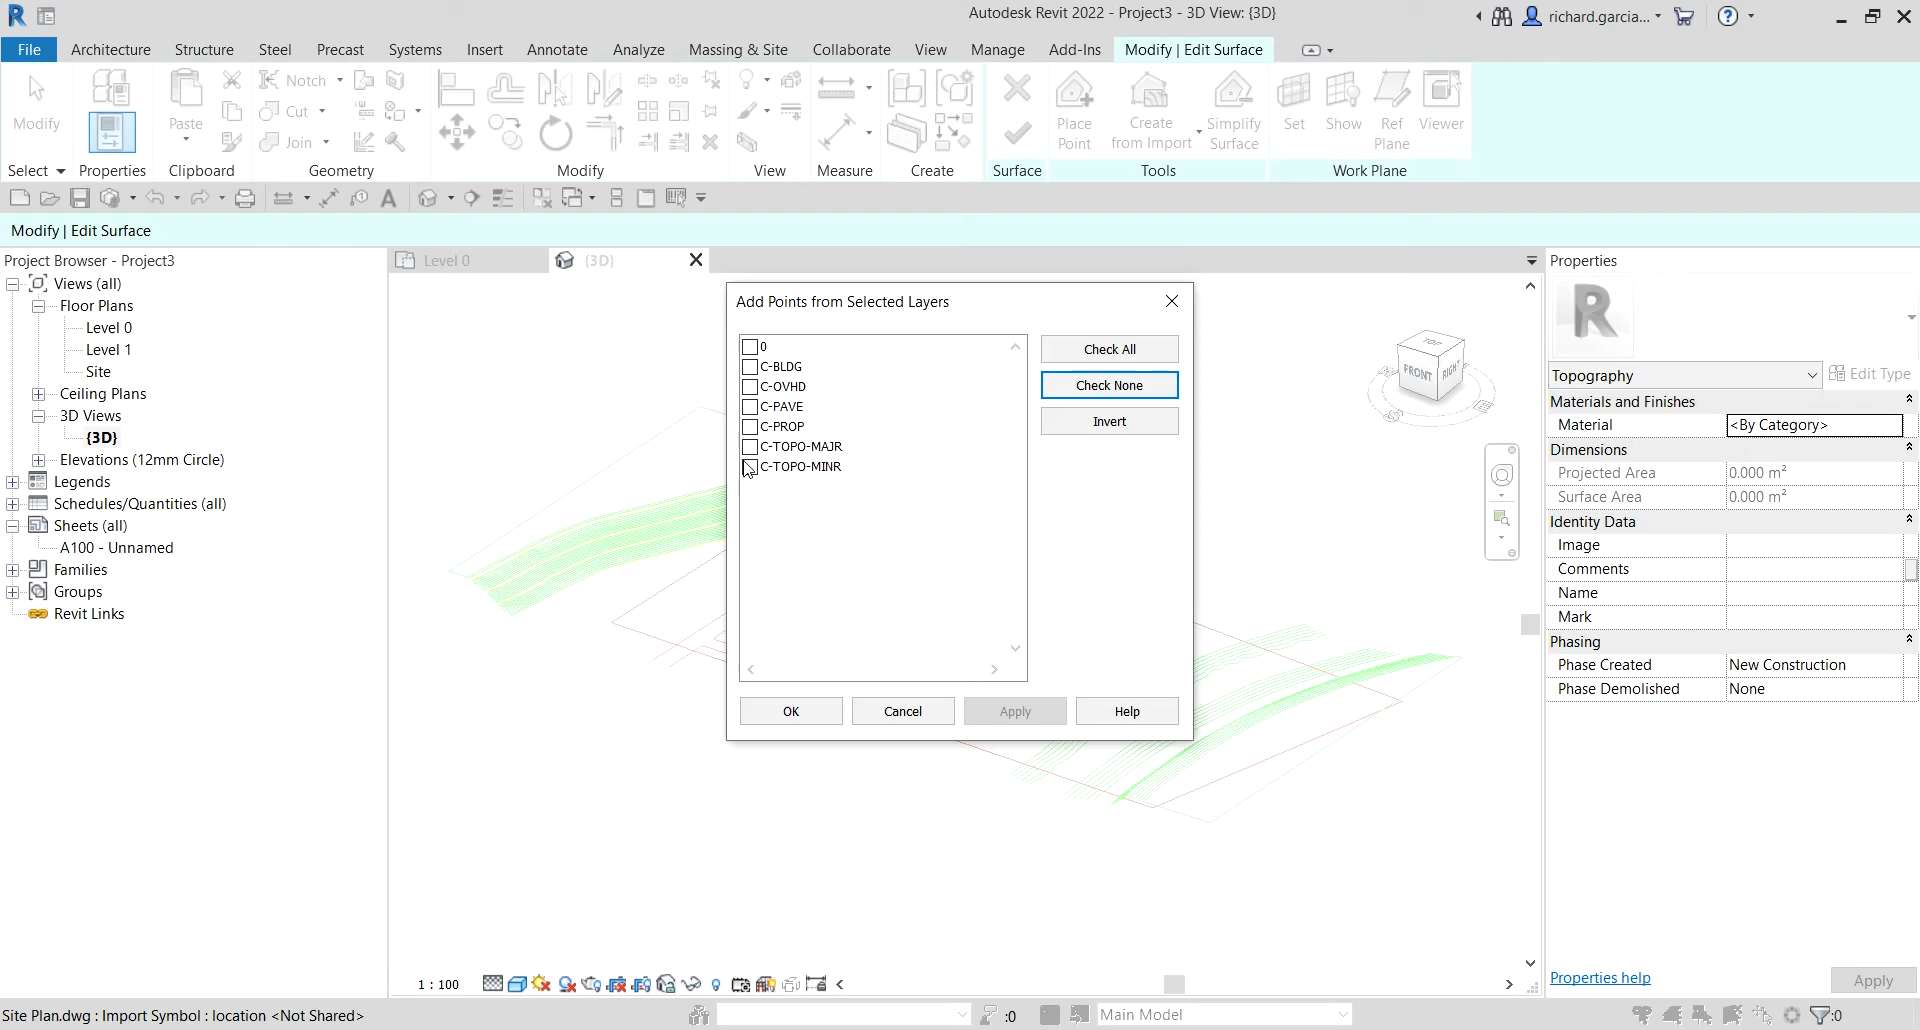 Autodesk Revit 2022 - Project3 - 3D View: {3D}
richard.garcia...
File Architecture Structure Steel Precast Systems Insert Annotate Analyze Massing & Site Collaborate View Manage Add-Ins Modify | Edit Surface
Modify
Paste
Notch
Cut
Join
Place Point
Create from Import
Simplify Surface
Set
Show
Ref Plane
Viewer
Select Properties Clipboard Geometry Modify View Measure Create Surface Tools Work Plane
Modify | Edit Surface
Project Browser - Project3
Views (all)
Floor Plans
Level 0
Level 1
Site
Ceiling Plans
3D Views
{3D}
Elevations (12mm Circle)
Legends
Schedules/Quantities (all)
Sheets (all)
A100 - Unnamed
Families
Groups
Revit Links
Level 0
{3D}
Add Points from Selected Layers
0
C-BLDG
C-OVHD
C-PAVE
C-PROP
C-TOPO-MAJR
C-TOPO-MINR
Check All
Check None
Invert
OK Cancel Apply Help
TOP
FRONT
RIGHT
Properties
Topography Edit Type
Materials and Finishes
Material <By Category>
Dimensions
Projected Area 0.000 m²
Surface Area 0.000 m²
Identity Data
Image
Comments
Name
Mark
Phasing
Phase Created New Construction
Phase Demolished None
Properties help Apply
1 : 100
Site Plan.dwg : Import Symbol : location <Not Shared>
:0
Main Model
:0